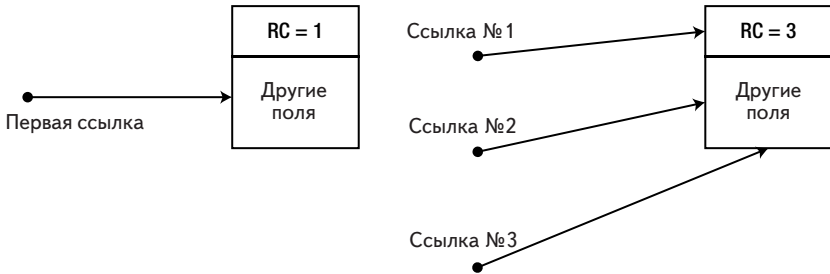 RC = 1
Другие
поля
Первая ссылка
Ссылка №1
RC = 3
Другие
поля
Ссылка №2
Ссылка №3